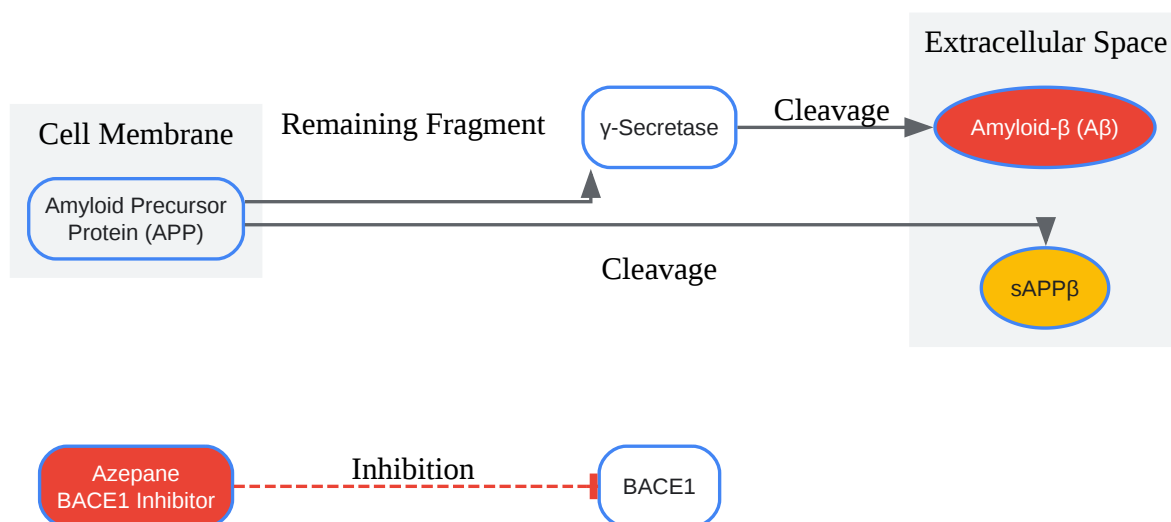 Extracellular Space
Cell Membrane
Remaining Fragment
γ-Secretase
Cleavage
Amyloid-β (Aβ)
Amyloid Precursor
Protein (APP)
Cleavage
sAPPβ
Azepane
BACE1 Inhibitor
Inhibition
BACE1